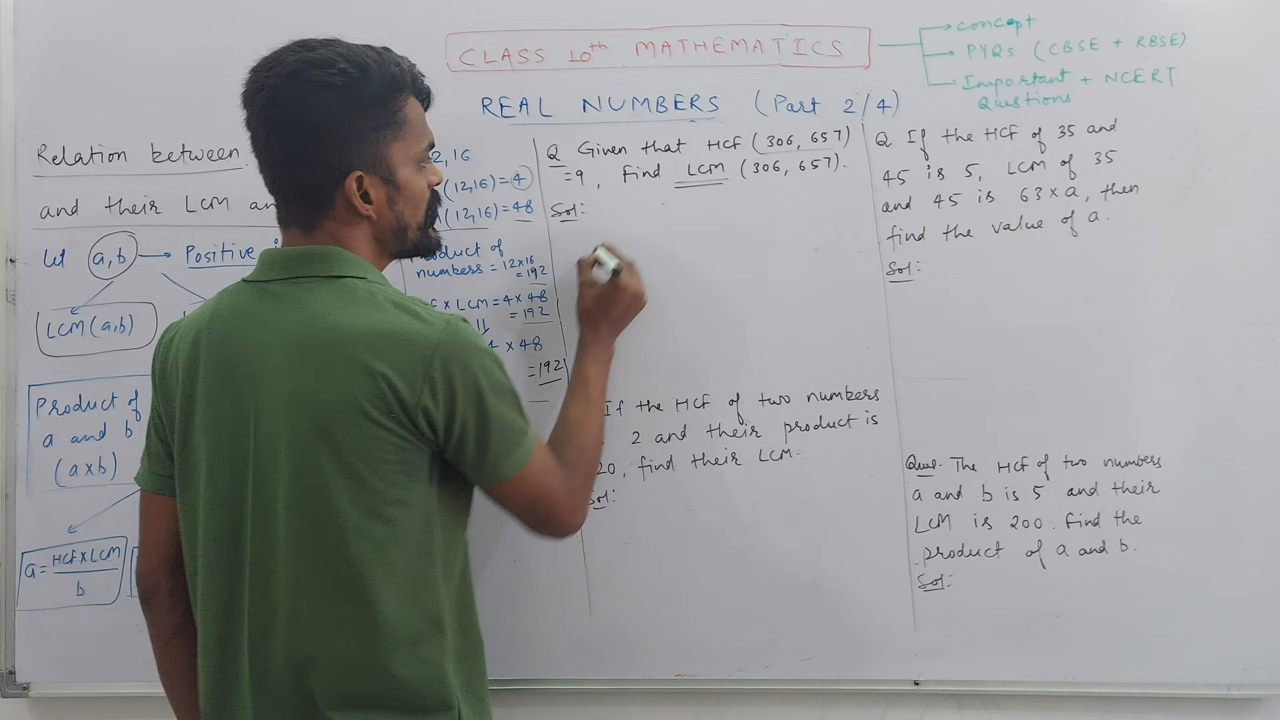 CLASS 10th MATHEMATICS
concept
PYQs (CBSE + RBSE)
Important + NCERT
Questions
REAL NUMBERS (Part 2/4)
Relation between
and their LCM
Let a,b → Positive
LCM(a,b)
Product of
a and b
(a×b)
a = HCF×LCM
b
, 16
(12,16) = 4
(12,16) = 48
Product of
numbers = 12×16
= 192
× LCM = 4 × 48
= 192
× 48
= 192
Q Given that HCF (306, 657)
= 9, find LCM (306, 657).
Sol:
If the HCF of two numbers
2 and their product is
20, find their LCM.
Sol:
Q If the HCF of 35 and
45 is 5, LCM of 35
and 45 is 63×a, then
find the value of a.
Sol:
Ques. The HCF of two numbers
a and b is 5 and their
LCM is 200. Find the
product of a and b.
Sol: